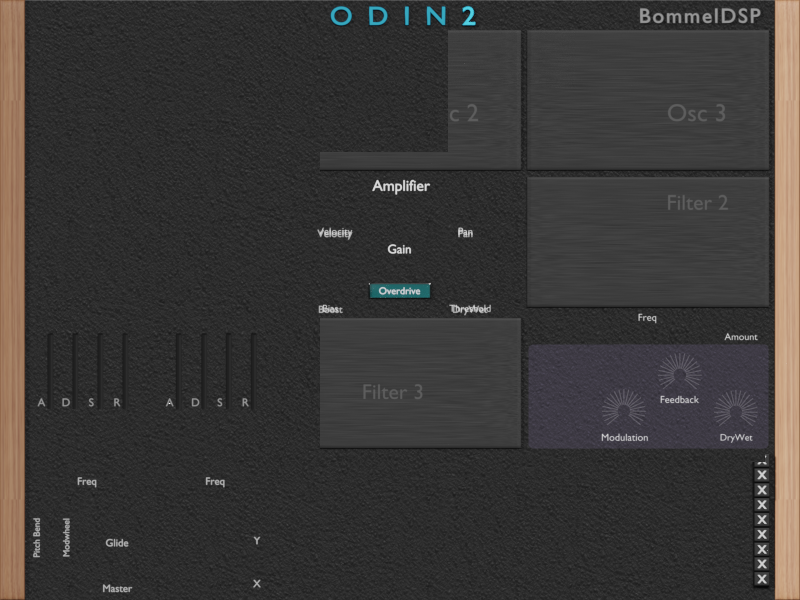 ODIN 2
BommelDSP
c 2
Osc 3
Amplifier
Filter 2
Velocity
Pan
Gain
Overdrive
Boost
DryWet
Freq
Amount
Filter 3
Feedback
Modulation
DryWet
A D S R
A D S R
Freq
Freq
Pitch Bend
Modwheel
Glide
Y
Master
X
X
X
X
X
X
X
X
X